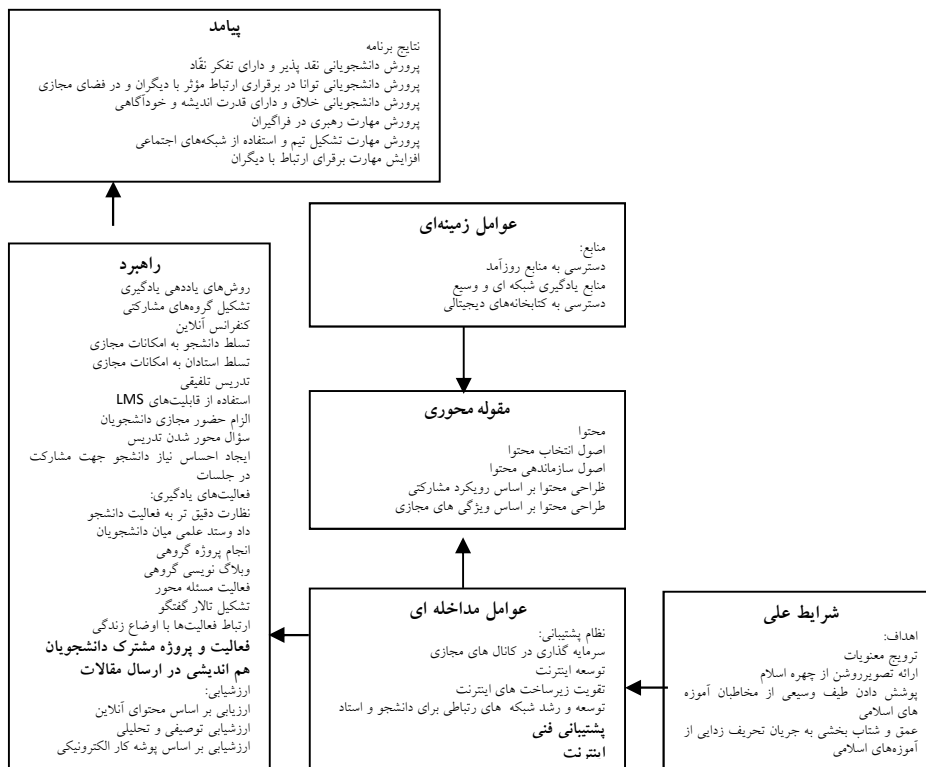 پیامد
نتایج برنامه
پرورش دانشجویانی نقد پذیر و دارای تفکر نقّاد
پرورش دانشجویانی توانا در برقراری ارتباط مؤثر با دیگران و در فضای مجازی
پرورش دانشجویانی خلاق و دارای قدرت اندیشه و خودآگاهی
پرورش مهارت رهبری در فراگیران
پرورش مهارت تشکیل تیم و استفاده از شبکه‌های اجتماعی
افزایش مهارت برقرای ارتباط با دیگران
عوامل زمینه‌ای
منابع:
دسترسی به منابع روزآمد
منابع یادگیری شبکه ای و وسیع
دسترسی به کتابخانه‌های دیجیتالی
راهبرد
روش‌های یاددهی یادگیری
تشکیل گروه‌های مشارکتی
کنفرانس آنلاین
تسلط دانشجو به امکانات مجازی
تسلط استادان به امکانات مجازی
تدریس تلفیقی
استفاده از قابلیت‌های LMS
الزام حضور مجازی دانشجویان
سؤال محور شدن تدریس
ایجاد احساس نیاز دانشجو جهت مشارکت
در جلسات
فعالیت‌های یادگیری:
نظارت دقیق تر به فعالیت دانشجو
داد وستد علمی میان دانشجویان
انجام پروژه گروهی
وبلاگ نویسی گروهی
فعالیت مسئله محور
تشکیل تالار گفتگو
ارتباط فعالیت‌ها با اوضاع زندگی
فعالیت و پروژه مشترک دانشجویان
هم اندیشی در ارسال مقالات
ارزشیابی:
ارزیابی بر اساس محتوای آنلاین
ارزشیابی توصیفی و تحلیلی
ارزشیابی بر اساس پوشه کار الکترونیکی
مقوله محوری
محتوا
اصول انتخاب محتوا
اصول سازماندهی محتوا
ظراحی محتوا بر اساس رویکرد مشارکتی
طراحی محتوا بر اساس ویژگی های مجازی
شرایط علی
اهداف:
ترویج معنویات
ارائه تصویرروشن از چهره اسلام
پوشش دادن طیف وسیعی از مخاطبان آموزه
های اسلامی
عمق و شتاب بخشی به جریان تحریف زدایی از
آموزه‌های اسلامی
عوامل مداخله ای
نظام پشتیبانی:
سرمایه گذاری در کانال های مجازی
توسعه اینترنت
تقویت زیرساخت های اینترنت
توسعه و رشد شبکه های رتباطی برای دانشجو و استاد
پشتیبانی فنی
اینترنت